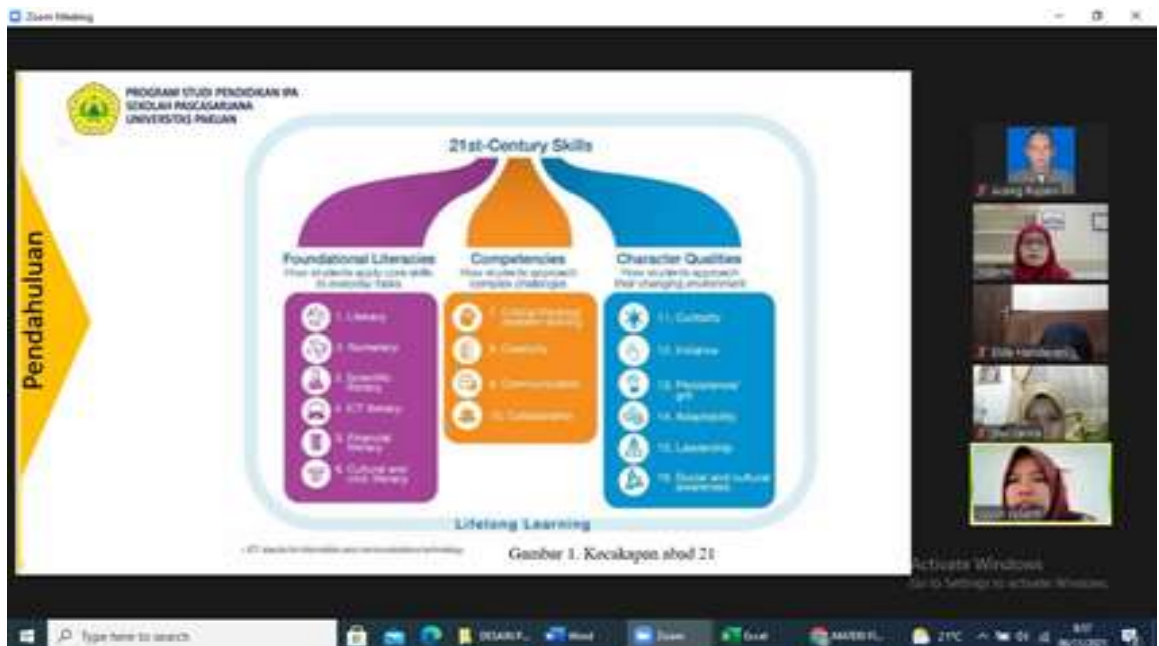 Zoom Meeting
PROGRAM STUDI PENDIDIKAN IPA
SEKOLAH PASCASARJANA
UNIVERSITAS PAKUAN
Pendahuluan
21st-Century Skills
Foundational Literacies
How students apply core skills
to everyday tasks
1. Literacy
2. Numeracy
3. Scientific
literacy
4. ICT literacy
5. Financial
literacy
6. Cultural and
civic literacy
Competencies
How students approach
complex challenges
7. Critical thinking/
problem-solving
8. Creativity
9. Communication
10. Collaboration
Character Qualities
How students approach
their changing environment
11. Curiosity
12. Initiative
13. Persistence/
grit
14. Adaptability
15. Leadership
16. Social and cultural
awareness
Lifelong Learning
Gambar 1. Kecakapan abad 21
Activate Windows
Go to Settings to activate Windows.
Type here to search
Word
Zoom
Excel
21°C